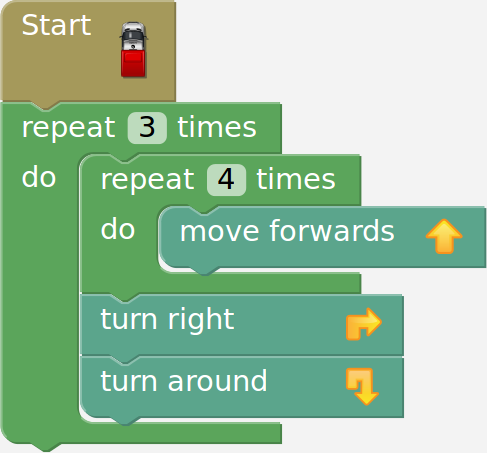 Start
repeat 3 times
do
repeat 4 times
do
move forwards
turn right
turn around